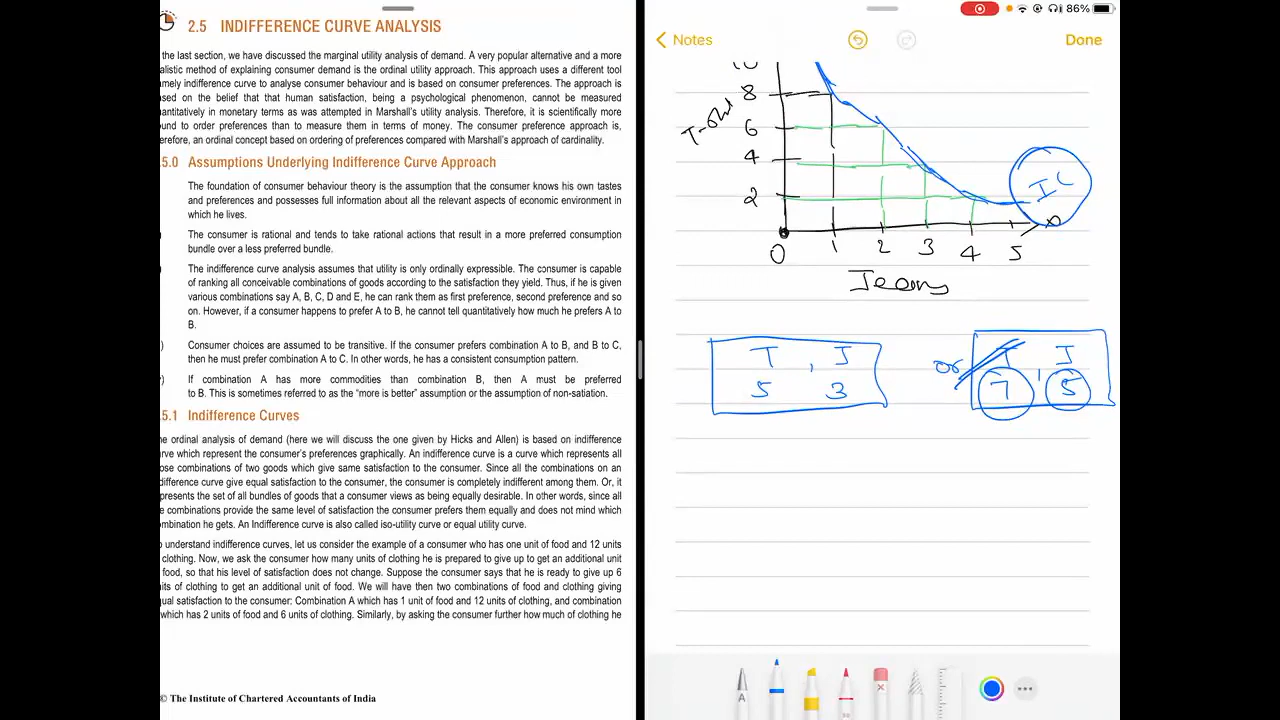 2.5 INDIFFERENCE CURVE ANALYSIS
the last section, we have discussed the marginal utility analysis of demand. A very popular alternative and a more
alistic method of explaining consumer demand is the ordinal utility approach. This approach uses a different tool
mely indifference curve to analyse consumer behaviour and is based on consumer preferences. The approach is
sed on the belief that that human satisfaction, being a psychological phenomenon, cannot be measured
antitatively in monetary terms as was attempted in Marshall's utility analysis. Therefore, it is scientifically more
und to order preferences than to measure them in terms of money. The consumer preference approach is,
erefore, an ordinal concept based on ordering of preferences compared with Marshall's approach of cardinality.
.5.0 Assumptions Underlying Indifference Curve Approach
The foundation of consumer behaviour theory is the assumption that the consumer knows his own tastes
and preferences and possesses full information about all the relevant aspects of economic environment in
which he lives.
The consumer is rational and tends to take rational actions that result in a more preferred consumption
bundle over a less preferred bundle.
The indifference curve analysis assumes that utility is only ordinally expressible. The consumer is capable
of ranking all conceivable combinations of goods according to the satisfaction they yield. Thus, if he is given
various combinations say A, B, C, D and E, he can rank them as first preference, second preference and so
on. However, if a consumer happens to prefer A to B, he cannot tell quantitatively how much he prefers A to
B.
) Consumer choices are assumed to be transitive. If the consumer prefers combination A to B, and B to C,
then he must prefer combination A to C. In other words, he has a consistent consumption pattern.
) If combination A has more commodities than combination B, then A must be preferred
to B. This is sometimes referred to as the "more is better" assumption or the assumption of non-satiation.
.5.1 Indifference Curves
e ordinal analysis of demand (here we will discuss the one given by Hicks and Allen) is based on indifference
rve which represent the consumer's preferences graphically. An indifference curve is a curve which represents all
ose combinations of two goods which give same satisfaction to the consumer. Since all the combinations on an
difference curve give equal satisfaction to the consumer, the consumer is completely indifferent among them. Or, it
presents the set of all bundles of goods that a consumer views as being equally desirable. In other words, since all
e combinations provide the same level of satisfaction the consumer prefers them equally and does not mind which
mbination he gets. An Indifference curve is also called iso-utility curve or equal utility curve.
o understand indifference curves, let us consider the example of a consumer who has one unit of food and 12 units
clothing. Now, we ask the consumer how many units of clothing he is prepared to give up to get an additional unit
food, so that his level of satisfaction does not change. Suppose the consumer says that he is ready to give up 6
its of clothing to get an additional unit of food. We will have then two combinations of food and clothing giving
ual satisfaction to the consumer: Combination A which has 1 unit of food and 12 units of clothing, and combination
which has 2 units of food and 6 units of clothing. Similarly, by asking the consumer further how much of clothing he
© The Institute of Chartered Accountants of India
86%
Notes Done
10
8
T-shirt
6
4
2
IC
0 1 2 3 4 5
Jeans
T , J or T , J
5 3 7 5